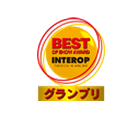 BEST
OF SHOW AWARD
INTEROP
グランプリ